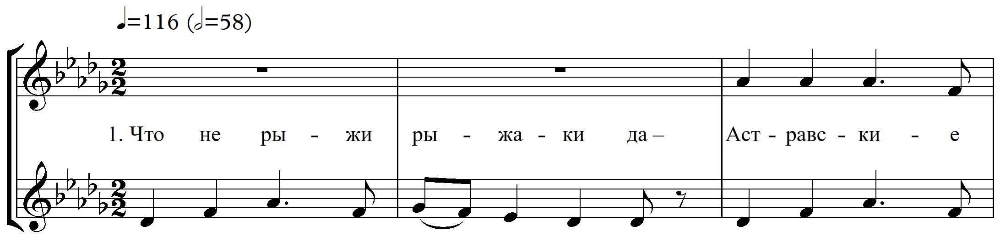 ♩=116 (𝅗𝅥=58)
1. Что не ры - жи ры - жа - ки да – Аст - равс - ки - е